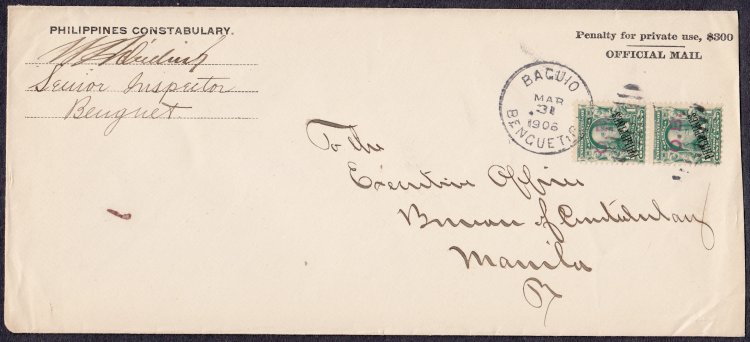 PHILIPPINES CONSTABULARY.
Senior Inspector
Benguet
Penalty for private use, $300
OFFICIAL MAIL
BAGUIO
MAR
31
1906
BENGUET
To the
Executive Officer
Bureau of Constabulary
Manila